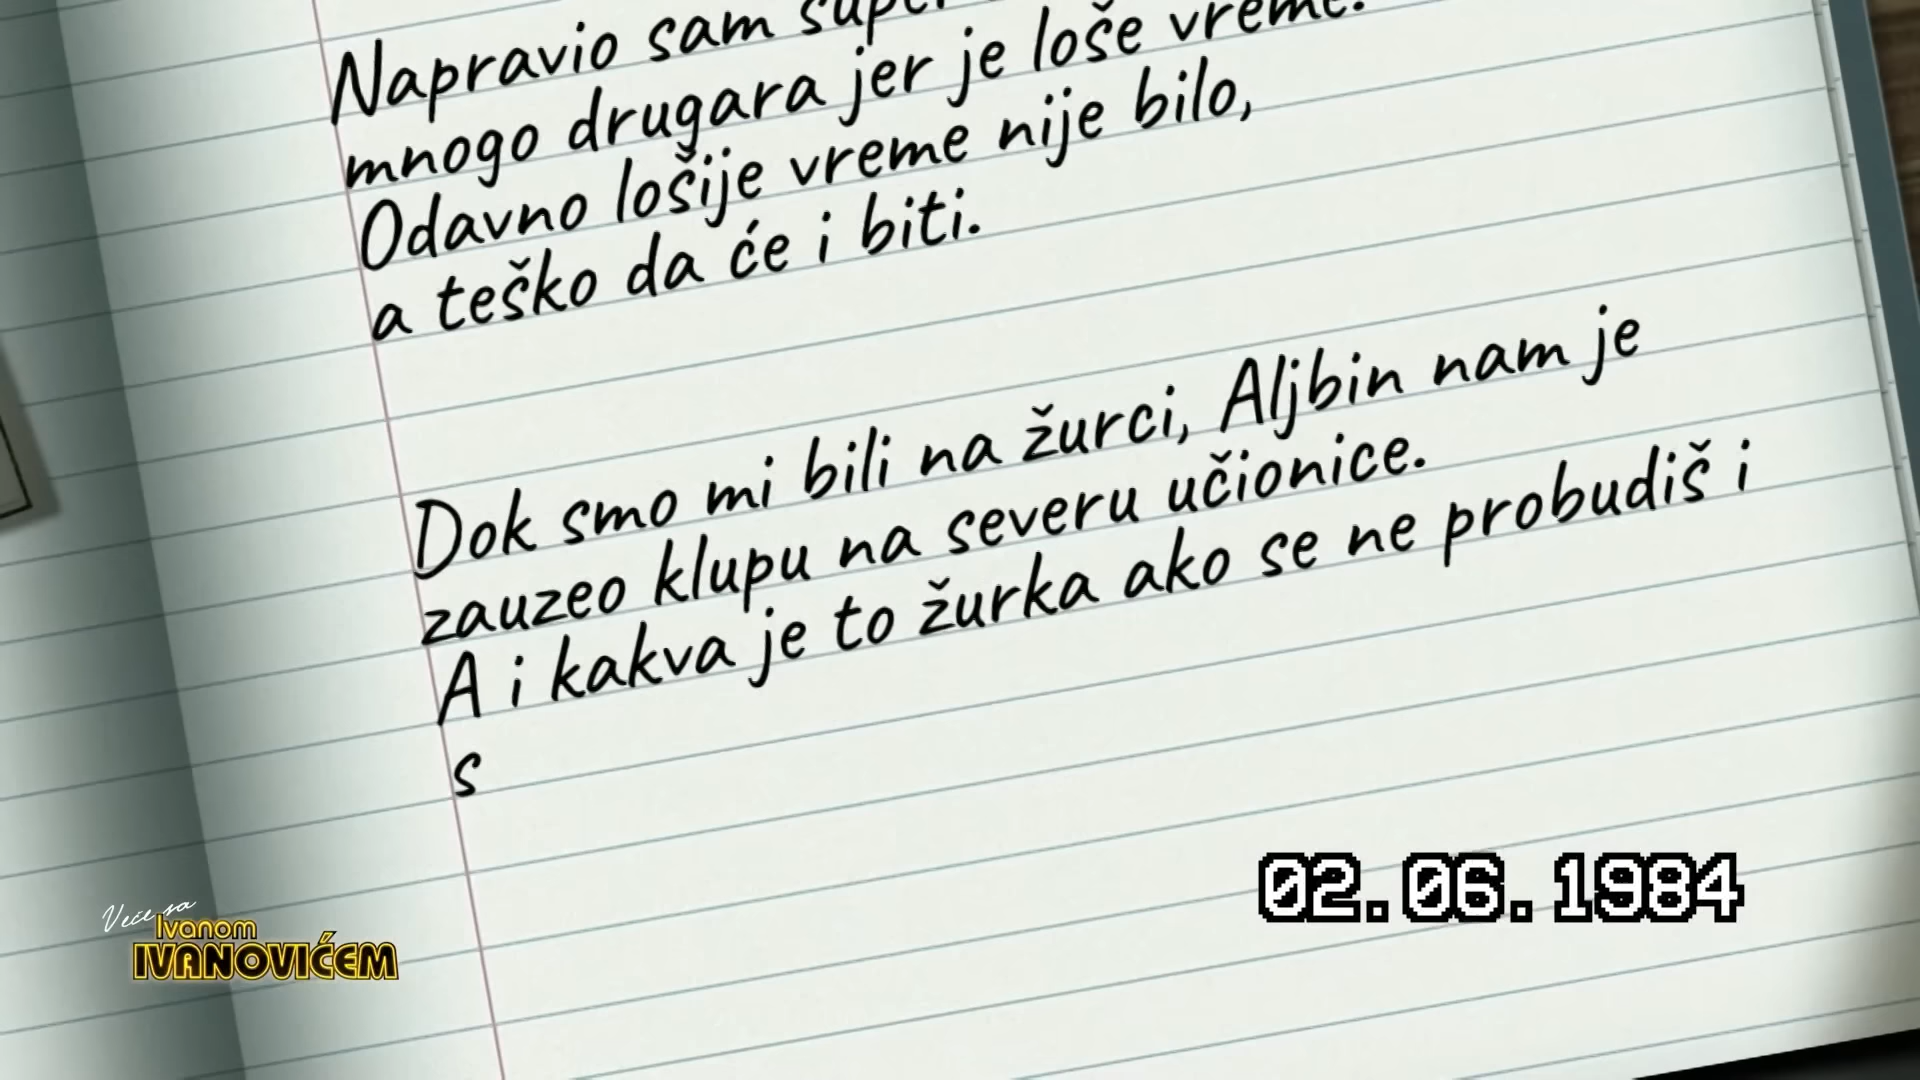 Napravio sam super
mnogo drugara jer je loše vreme.
Odavno lošije vreme nije bilo,
a teško da će i biti.
Dok smo mi bili na žurci, Aljbin nam je
zauzeo klupu na severu učionice.
A i kakva je to žurka ako se ne probudiš i
s
02.06.1984
Veče sa
Ivanom
IVANOVIĆEM